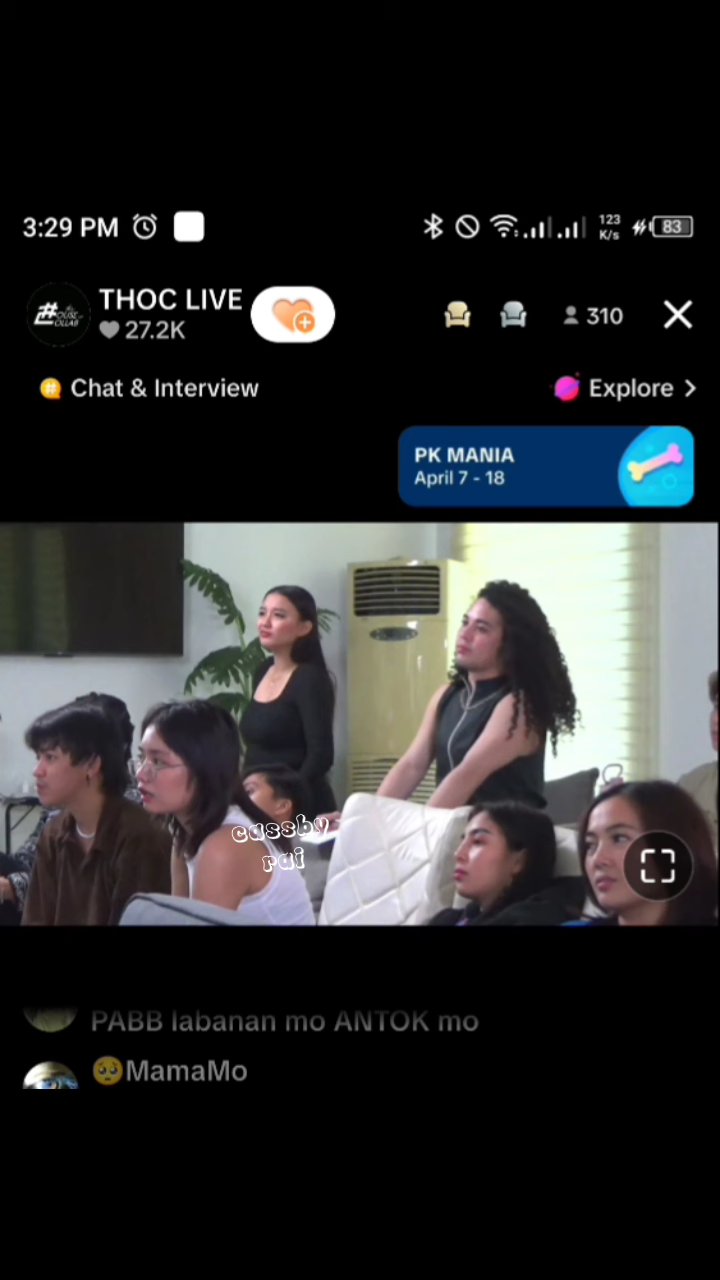 3:29 PM
123
K/s
83
THOC LIVE
27.2K
310
Chat & Interview
Explore
PK MANIA
April 7 - 18
cassby
rai
PABB labanan mo ANTOK mo
🥺MamaMo